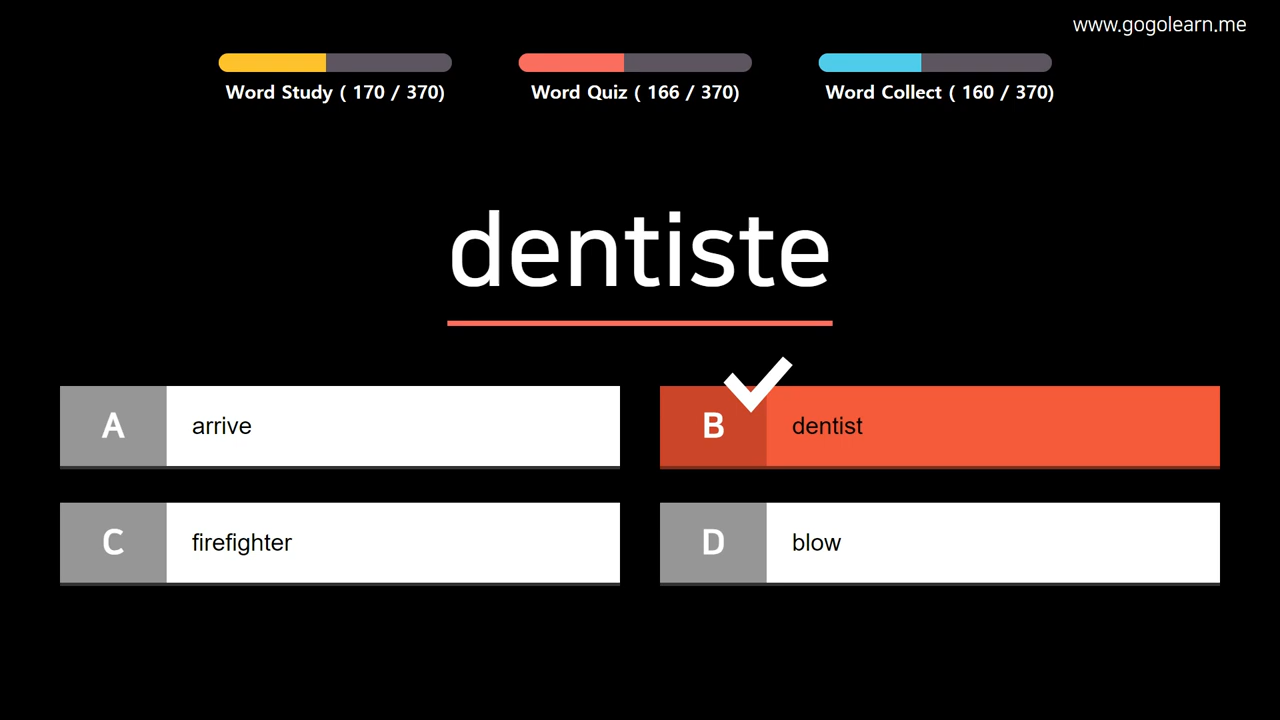 www.gogolearn.me
Word Study ( 170 / 370)
Word Quiz ( 166 / 370)
Word Collect ( 160 / 370)
dentiste
A arrive
B dentist
C firefighter
D blow